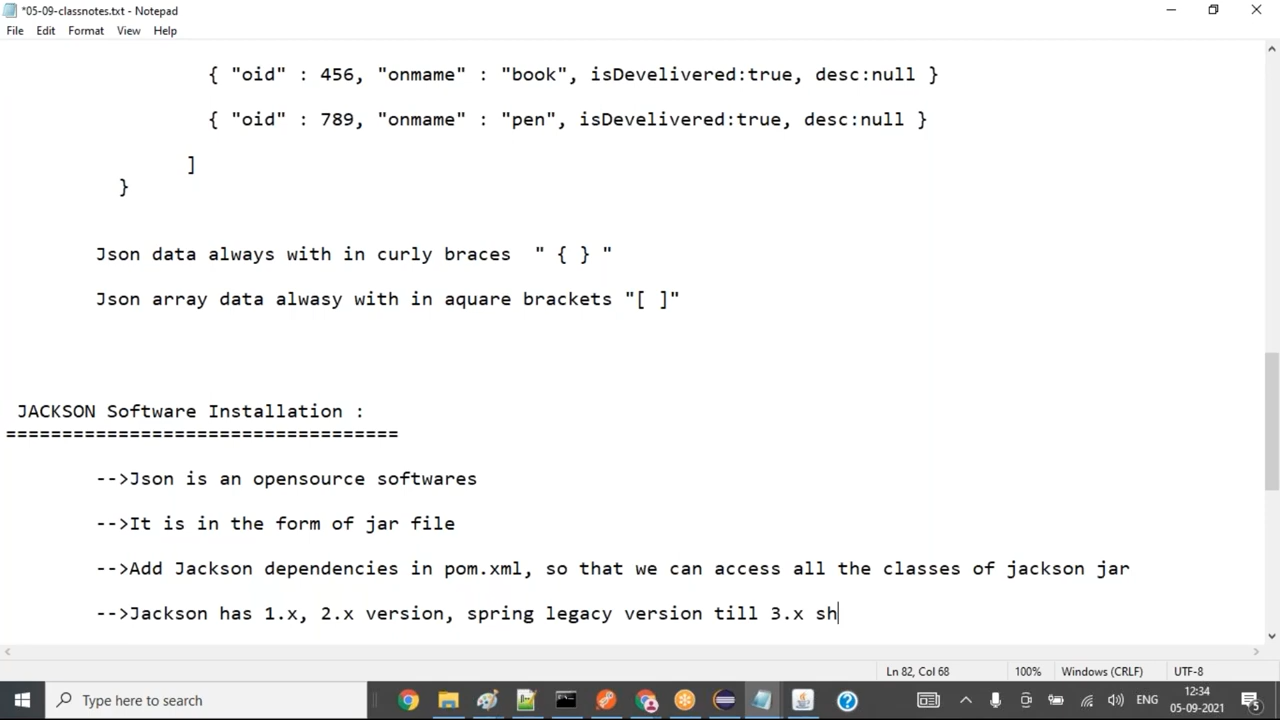 *05-09-classnotes.txt - Notepad
File Edit Format View Help
{ "oid" : 456, "onmame" : "book", isDevelivered:true, desc:null }
{ "oid" : 789, "onmame" : "pen", isDevelivered:true, desc:null }
]
}
Json data always with in curly braces " { } "
Json array data alwasy with in aquare brackets "[ ]"
JACKSON Software Installation :
===================================
-->Json is an opensource softwares
-->It is in the form of jar file
-->Add Jackson dependencies in pom.xml, so that we can access all the classes of jackson jar
-->Jackson has 1.x, 2.x version, spring legacy version till 3.x sh
Ln 82, Col 68 100% Windows (CRLF) UTF-8
Type here to search
ENG
12:34
05-09-2021
5